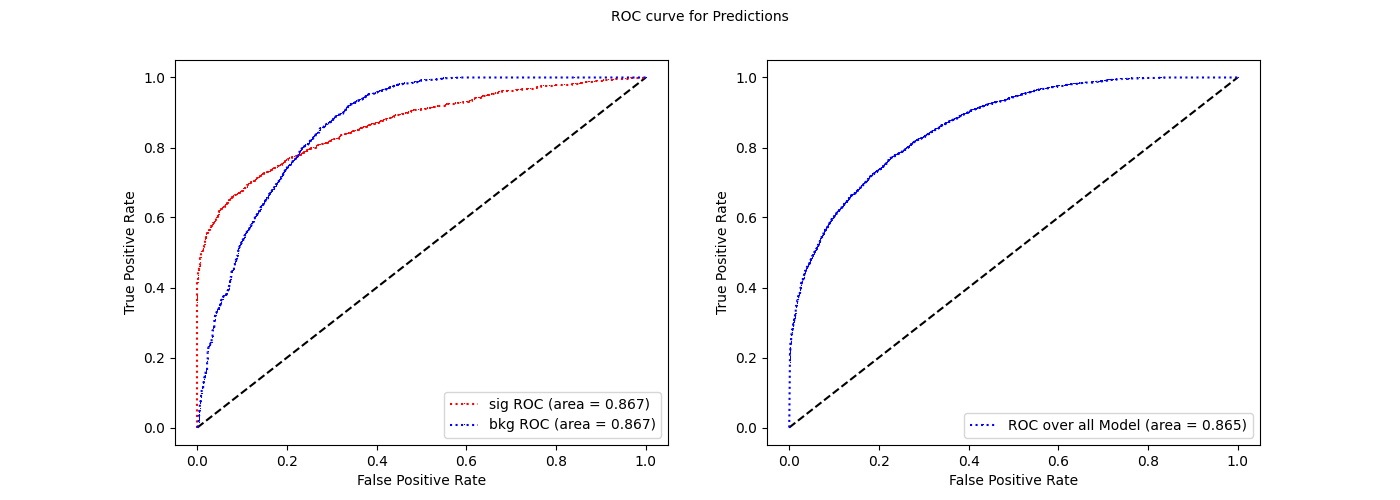 ROC curve for Predictions
True Positive Rate
1.0
0.8
0.6
0.4
0.2
0.0
sig ROC (area = 0.867)
bkg ROC (area = 0.867)
0.0 0.2 0.4 0.6 0.8 1.0
False Positive Rate
True Positive Rate
1.0
0.8
0.6
0.4
0.2
0.0
ROC over all Model (area = 0.865)
0.0 0.2 0.4 0.6 0.8 1.0
False Positive Rate